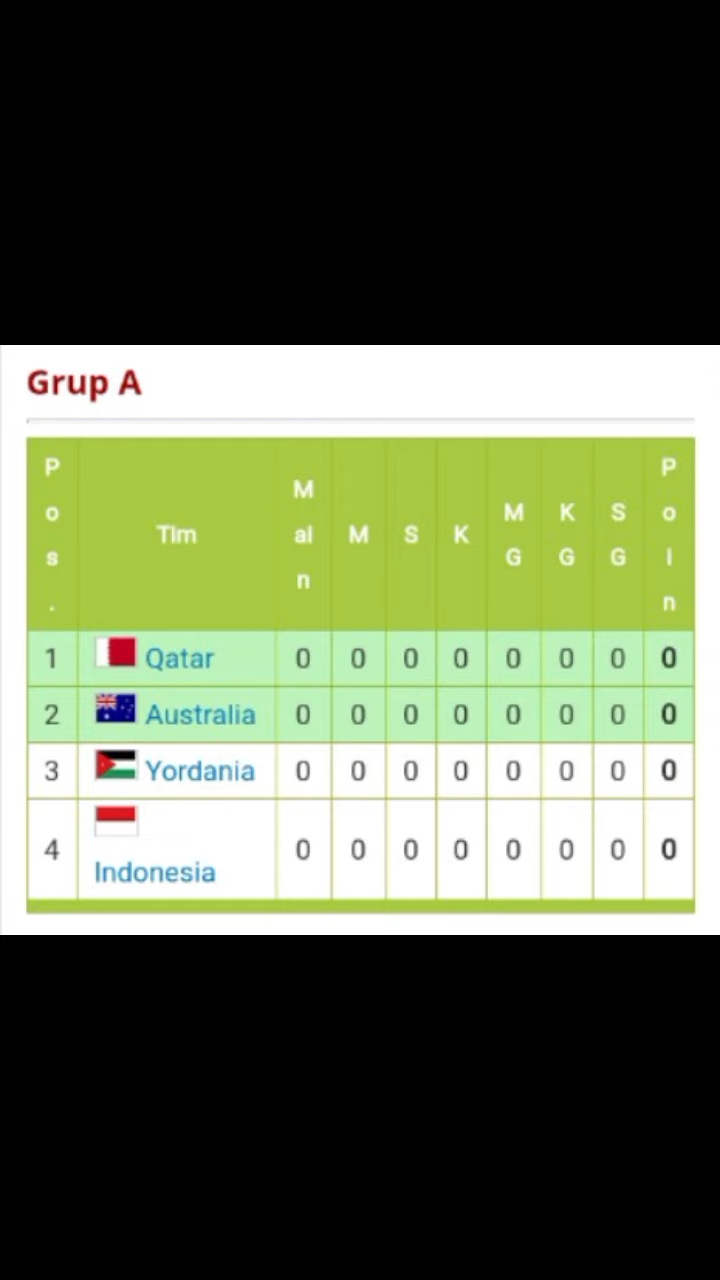 Grup A
Pos. Tim Main M S K MG KG SG Poin
1 Qatar 0 0 0 0 0 0 0 0
2 Australia 0 0 0 0 0 0 0 0
3 Yordania 0 0 0 0 0 0 0 0
4 Indonesia 0 0 0 0 0 0 0 0